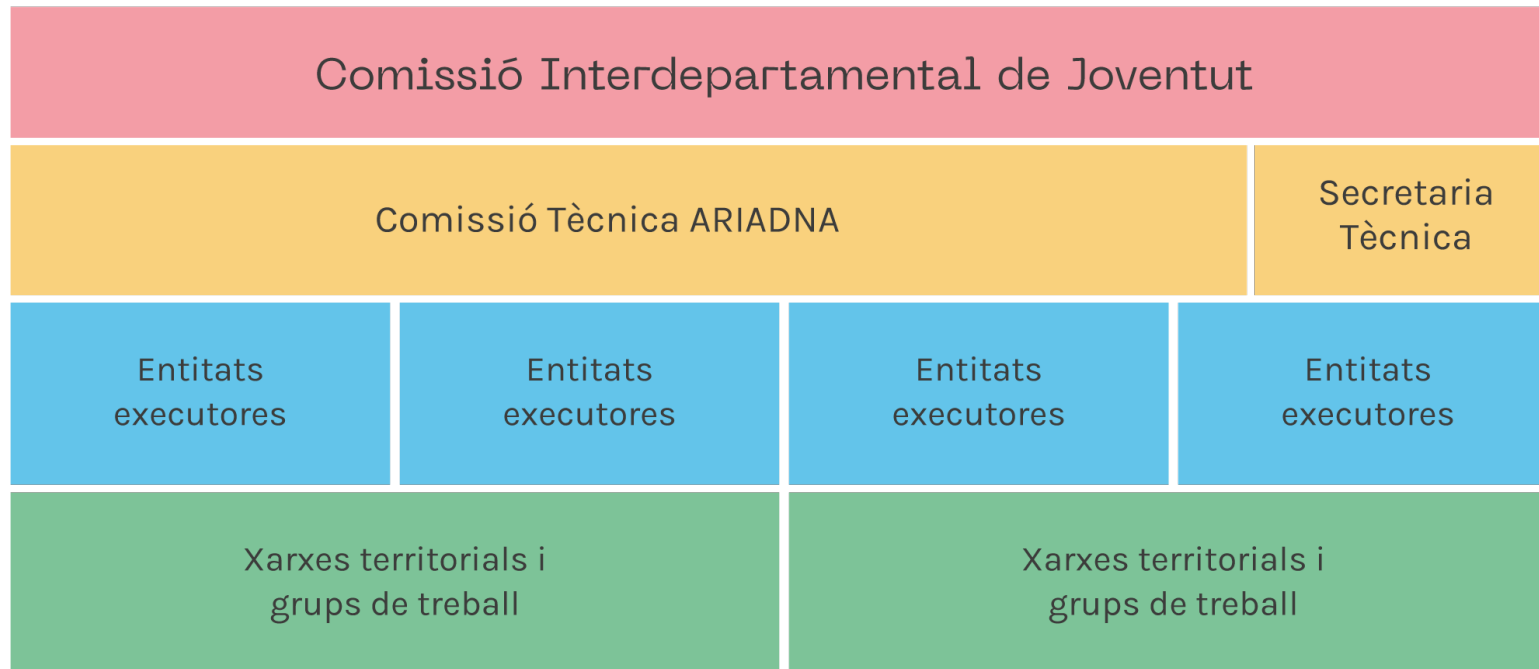 Comissió Interdepartamental de Joventut
Comissió Tècnica ARIADNA
Secretaria
Tècnica
Entitats
executores
Entitats
executores
Entitats
executores
Entitats
executores
Xarxes territorials i
grups de treball
Xarxes territorials i
grups de treball